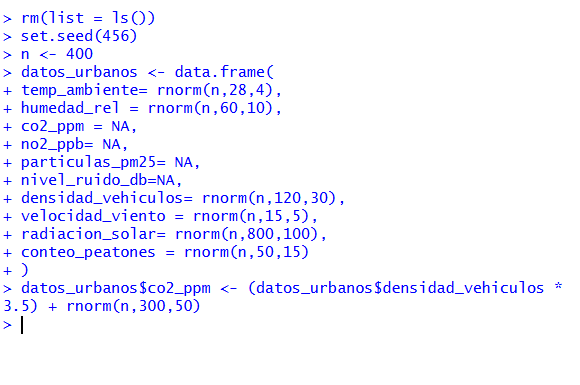 > rm(list = ls())
> set.seed(456)
> n <- 400
> datos_urbanos <- data.frame(
+ temp_ambiente= rnorm(n,28,4),
+ humedad_rel = rnorm(n,60,10),
+ co2_ppm = NA,
+ no2_ppb= NA,
+ particulas_pm25= NA,
+ nivel_ruido_db=NA,
+ densidad_vehiculos= rnorm(n,120,30),
+ velocidad_viento = rnorm(n,15,5),
+ radiacion_solar= rnorm(n,800,100),
+ conteo_peatones = rnorm(n,50,15)
+ )
> datos_urbanos$co2_ppm <- (datos_urbanos$densidad_vehiculos *
3.5) + rnorm(n,300,50)
>